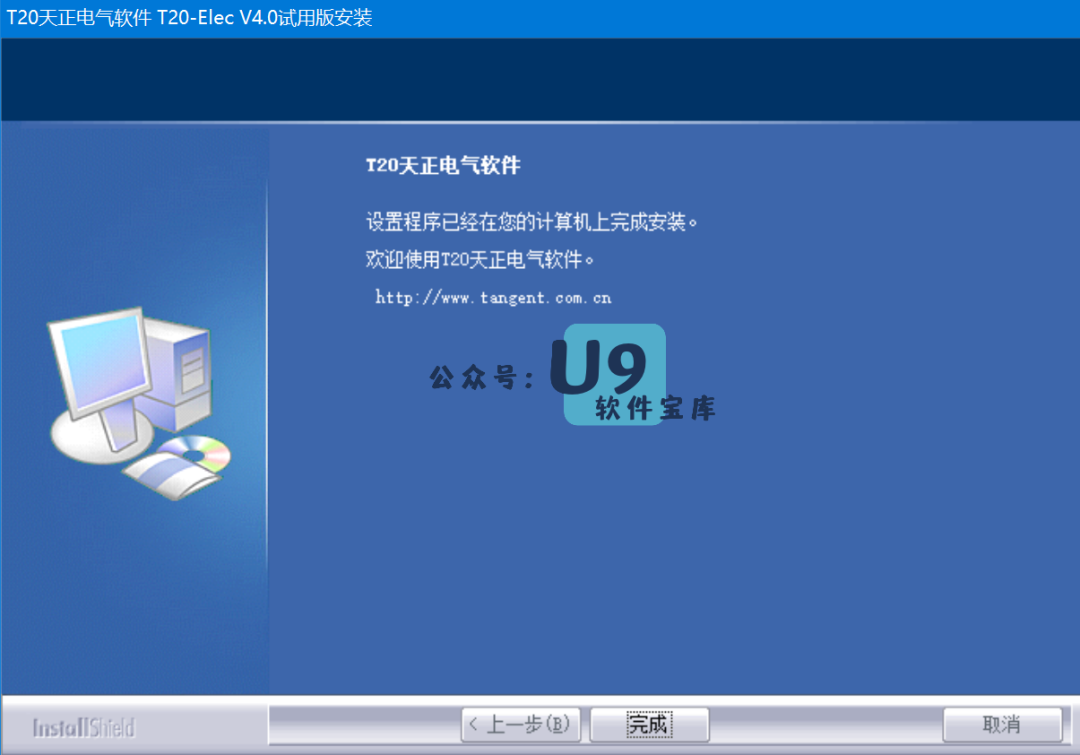 T20天正电气软件 T20-Elec V4.0试用版安装
T20天正电气软件
设置程序已经在您的计算机上完成安装。
欢迎使用T20天正电气软件。
http://www.tangent.com.cn
公众号：U9
软件宝库
InstallShield
< 上一步(B)
完成
取消